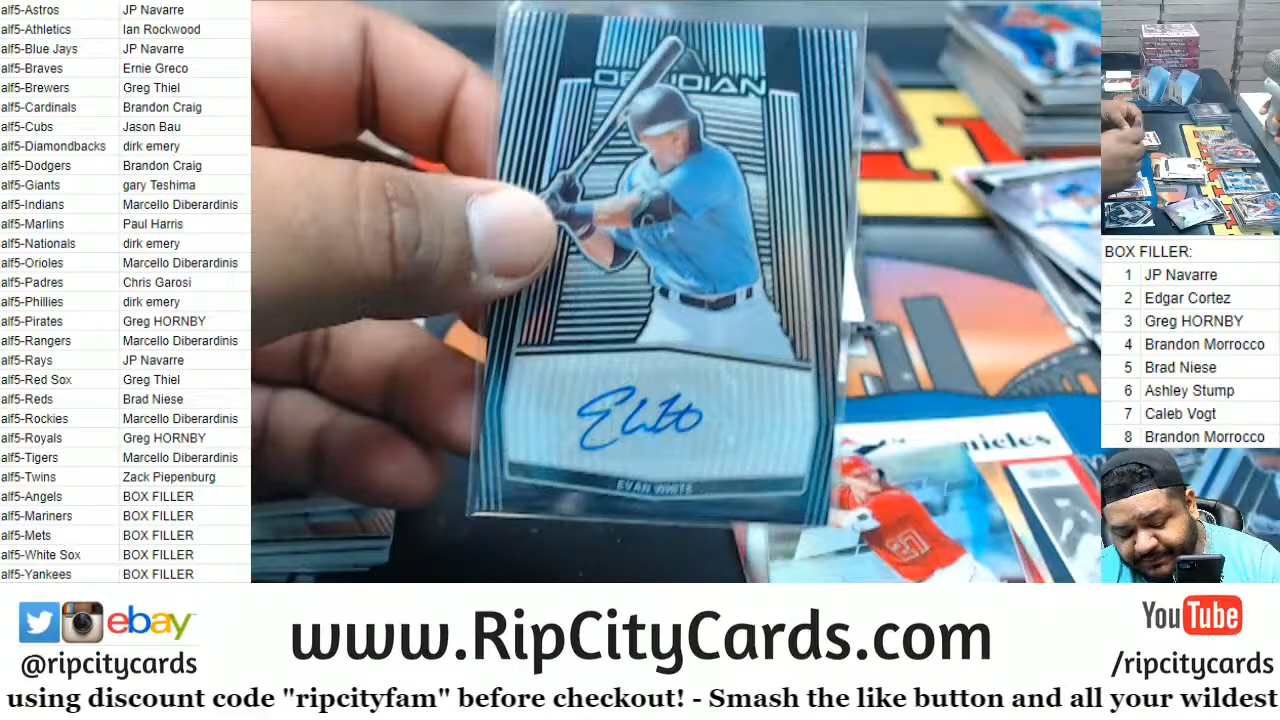 alf5-Astros JP Navarre
alf5-Athletics Ian Rockwood
alf5-Blue Jays JP Navarre
alf5-Braves Ernie Greco
alf5-Brewers Greg Thiel
alf5-Cardinals Brandon Craig
alf5-Cubs Jason Bau
alf5-Diamondbacks dirk emery
alf5-Dodgers Brandon Craig
alf5-Giants gary Teshima
alf5-Indians Marcello Diberardinis
alf5-Marlins Paul Harris
alf5-Nationals dirk emery
alf5-Orioles Marcello Diberardinis
alf5-Padres Chris Garosi
alf5-Phillies dirk emery
alf5-Pirates Greg HORNBY
alf5-Rangers Marcello Diberardinis
alf5-Rays JP Navarre
alf5-Red Sox Greg Thiel
alf5-Reds Brad Niese
alf5-Rockies Marcello Diberardinis
alf5-Royals Greg HORNBY
alf5-Tigers Marcello Diberardinis
alf5-Twins Zack Piepenburg
alf5-Angels BOX FILLER
alf5-Mariners BOX FILLER
alf5-Mets BOX FILLER
alf5-White Sox BOX FILLER
alf5-Yankees BOX FILLER
OBSIDIAN
EVAN WHITE
27
BOX FILLER:
1 JP Navarre
2 Edgar Cortez
3 Greg HORNBY
4 Brandon Morrocco
5 Brad Niese
6 Ashley Stump
7 Caleb Vogt
8 Brandon Morrocco
ebay
@ripcitycards
www.RipCityCards.com
YouTube
/ripcitycards
using discount code "ripcityfam" before checkout! - Smash the like button and all your wildest